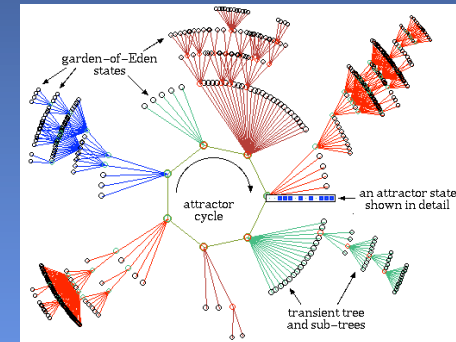 garden-of-Eden
states
attractor
cycle
an attractor state
shown in detail
transient tree
and sub-trees